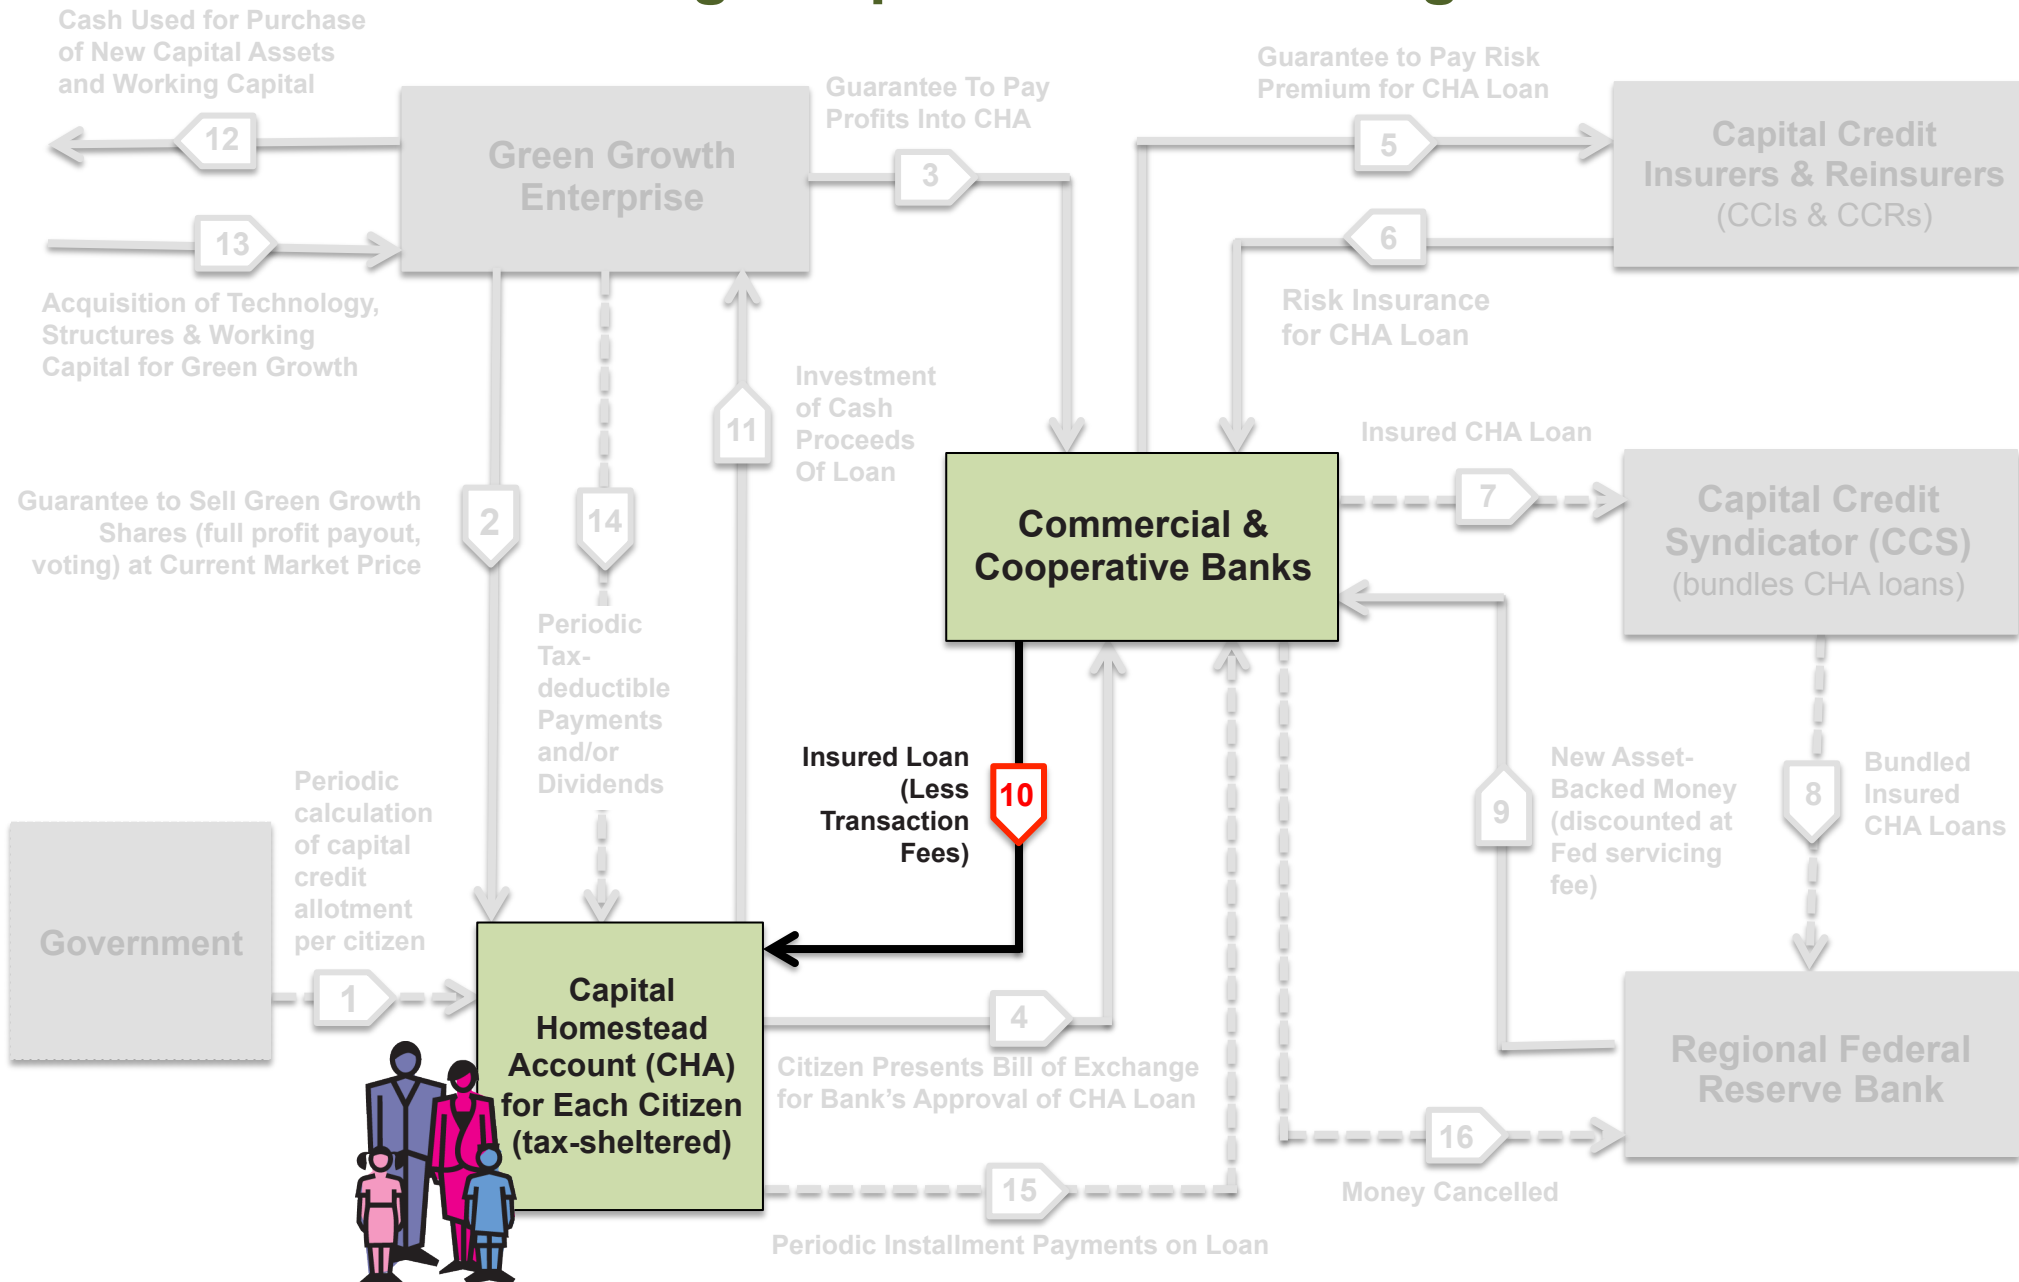 Cash Used for Purchase
of New Capital Assets
and Working Capital
12
Green Growth
Enterprise
Guarantee To Pay
Profits Into CHA
3
Guarantee to Pay Risk
Premium for CHA Loan
5
Capital Credit
Insurers & Reinsurers
(CCIs & CCRs)
13
Acquisition of Technology,
Structures & Working
Capital for Green Growth
6
Risk Insurance
for CHA Loan
11
Investment
of Cash
Proceeds
Of Loan
Guarantee to Sell Green Growth
Shares (full profit payout,
voting) at Current Market Price
2
14
Periodic
Tax-
deductible
Payments
and/or
Dividends
Commercial &
Cooperative Banks
Insured CHA Loan
7
Capital Credit
Syndicator (CCS)
(bundles CHA loans)
Government
Periodic
calculation
of capital
credit
allotment
per citizen
1
Insured Loan
(Less
Transaction
Fees)
10
9
New Asset-
Backed Money
(discounted at
Fed servicing
fee)
8
Bundled
Insured
CHA Loans
Capital
Homestead
Account (CHA)
for Each Citizen
(tax-sheltered)
4
Citizen Presents Bill of Exchange
for Bank's Approval of CHA Loan
15
Periodic Installment Payments on Loan
16
Money Cancelled
Regional Federal
Reserve Bank